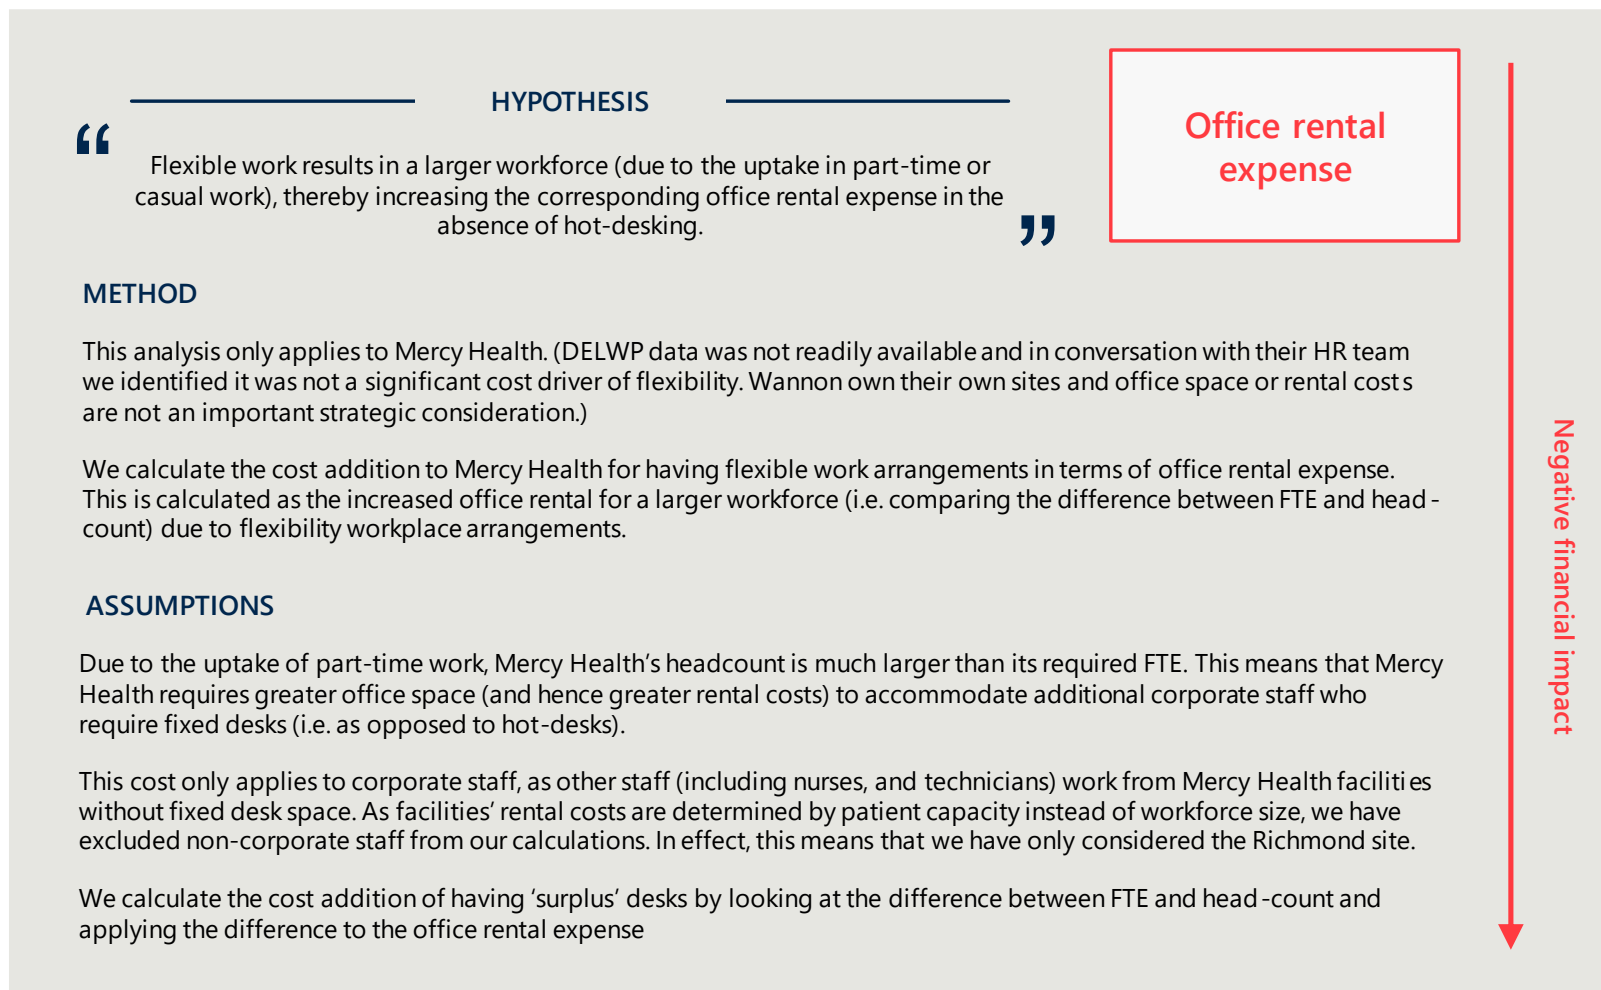 HYPOTHESIS
“
Flexible work results in a larger workforce (due to the uptake in part-time or
casual work), thereby increasing the corresponding office rental expense in the
absence of hot-desking.
”
Office rental
expense
METHOD
This analysis only applies to Mercy Health. (DELWP data was not readily available and in conversation with their HR team
we identified it was not a significant cost driver of flexibility. Wannon own their own sites and office space or rental costs
are not an important strategic consideration.)
We calculate the cost addition to Mercy Health for having flexible work arrangements in terms of office rental expense.
This is calculated as the increased office rental for a larger workforce (i.e. comparing the difference between FTE and head-
count) due to flexibility workplace arrangements.
ASSUMPTIONS
Due to the uptake of part-time work, Mercy Health’s headcount is much larger than its required FTE. This means that Mercy
Health requires greater office space (and hence greater rental costs) to accommodate additional corporate staff who
require fixed desks (i.e. as opposed to hot-desks).
This cost only applies to corporate staff, as other staff (including nurses, and technicians) work from Mercy Health facilities
without fixed desk space. As facilities’ rental costs are determined by patient capacity instead of workforce size, we have
excluded non-corporate staff from our calculations. In effect, this means that we have only considered the Richmond site.
We calculate the cost addition of having ‘surplus’ desks by looking at the difference between FTE and head-count and
applying the difference to the office rental expense
Negative financial impact